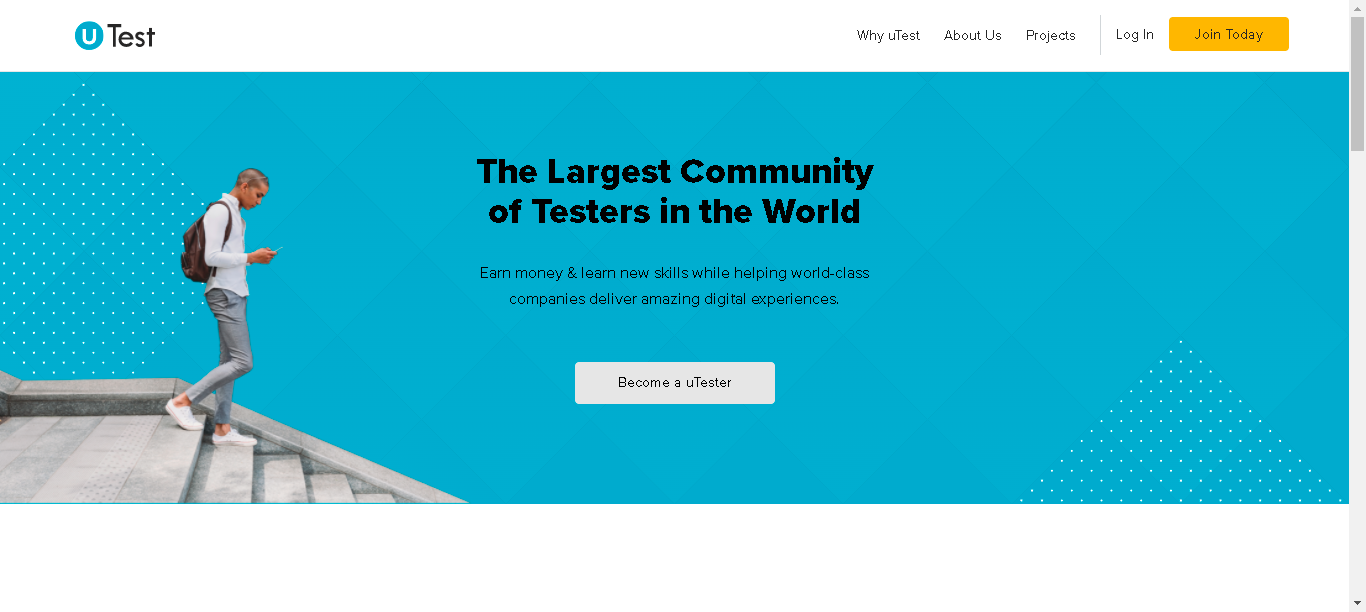 uTest
Why uTest
About Us
Projects
Log In
Join Today
The Largest Community
of Testers in the World
Earn money & learn new skills while helping world-class
companies deliver amazing digital experiences.
Become a uTester